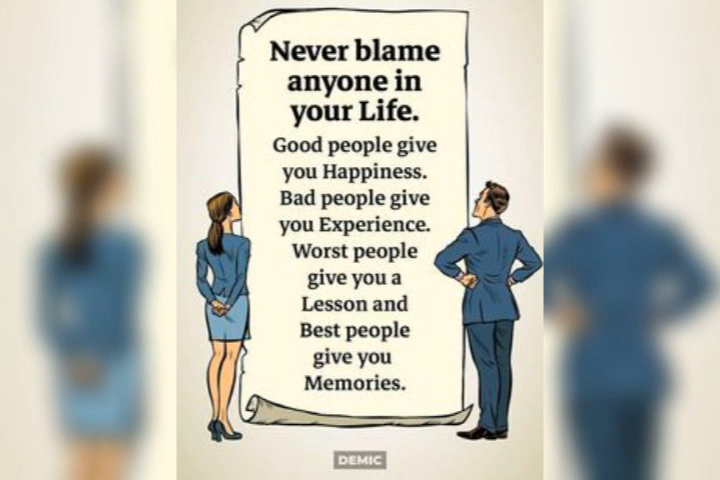 Never blame
anyone in
your Life.
Good people give
you Happiness.
Bad people give
you Experience.
Worst people
give you a
Lesson and
Best people
give you
Memories.
DEMIC